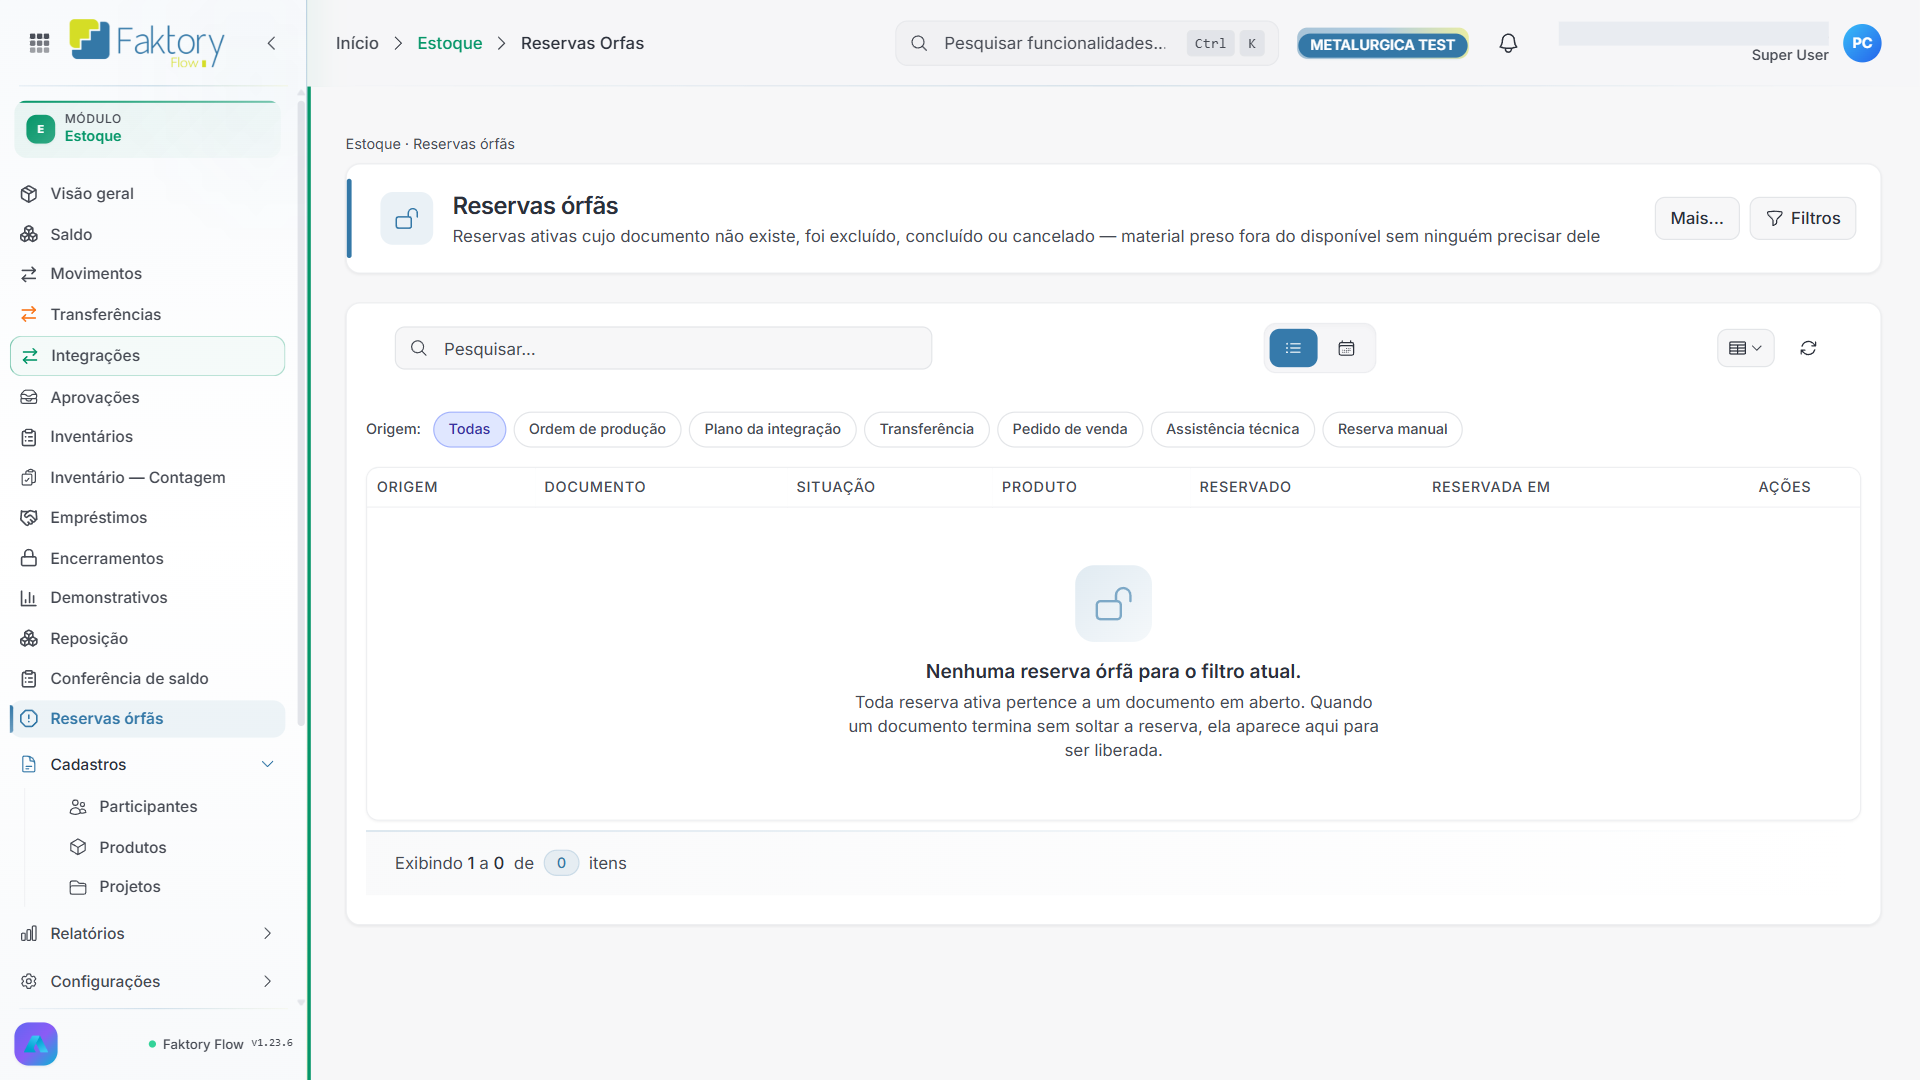 Faktory
Flow
Início
Estoque
Reservas Orfas
Pesquisar funcionalidades...
Ctrl
K
METALURGICA TEST
Super User
PC
E
MÓDULO
Estoque
Visão geral
Saldo
Movimentos
Transferências
Integrações
Aprovações
Inventários
Inventário — Contagem
Empréstimos
Encerramentos
Demonstrativos
Reposição
Conferência de saldo
Reservas órfãs
Cadastros
Participantes
Produtos
Projetos
Relatórios
Configurações
Faktory Flow v1.23.6
Estoque · Reservas órfãs
Reservas órfãs
Reservas ativas cujo documento não existe, foi excluído, concluído ou cancelado — material preso fora do disponível sem ninguém precisar dele
Mais...
Filtros
Pesquisar...
Origem:
Todas
Ordem de produção
Plano da integração
Transferência
Pedido de venda
Assistência técnica
Reserva manual
ORIGEM
DOCUMENTO
SITUAÇÃO
PRODUTO
RESERVADO
RESERVADA EM
AÇÕES
Nenhuma reserva órfã para o filtro atual.
Toda reserva ativa pertence a um documento em aberto. Quando
um documento termina sem soltar a reserva, ela aparece aqui para
ser liberada.
Exibindo 1 a 0 de 0 itens